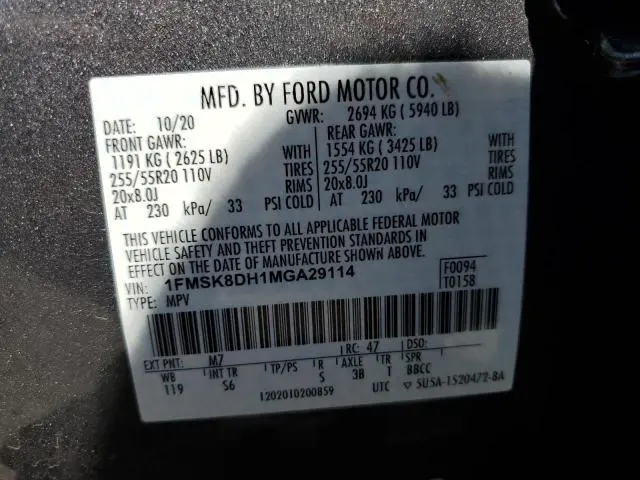 MFD. BY FORD MOTOR CO.
DATE: 10/20 GVWR: 2694 KG ( 5940 LB)
FRONT GAWR: REAR GAWR:
1191 KG ( 2625 LB) WITH 1554 KG ( 3425 LB) WITH
255/55R20 110V TIRES 255/55R20 110V TIRES
20x8.0J RIMS 20x8.0J RIMS
AT 230 kPa/ 33 PSI COLD AT 230 kPa/ 33 PSI COLD
THIS VEHICLE CONFORMS TO ALL APPLICABLE FEDERAL MOTOR
VEHICLE SAFETY AND THEFT PREVENTION STANDARDS IN
EFFECT ON THE DATE OF MANUFACTURE SHOWN ABOVE.
VIN: 1FMSK8DH1MGA29114 F0094
TYPE: MPV T0158
EXT PNT: M7 RC: 47 DSO:
WB INT TR TP/PS R AXLE TR SPR
119 S6 S 3B T BBCC
1202010200859 UTC 5U5A-1520472-BA